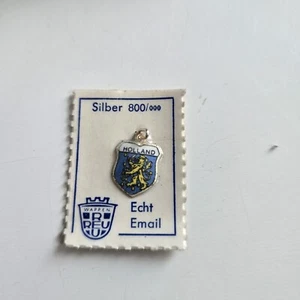 Silber 800/000
HOLLAND
WAPPEN
REU
Echt
Email